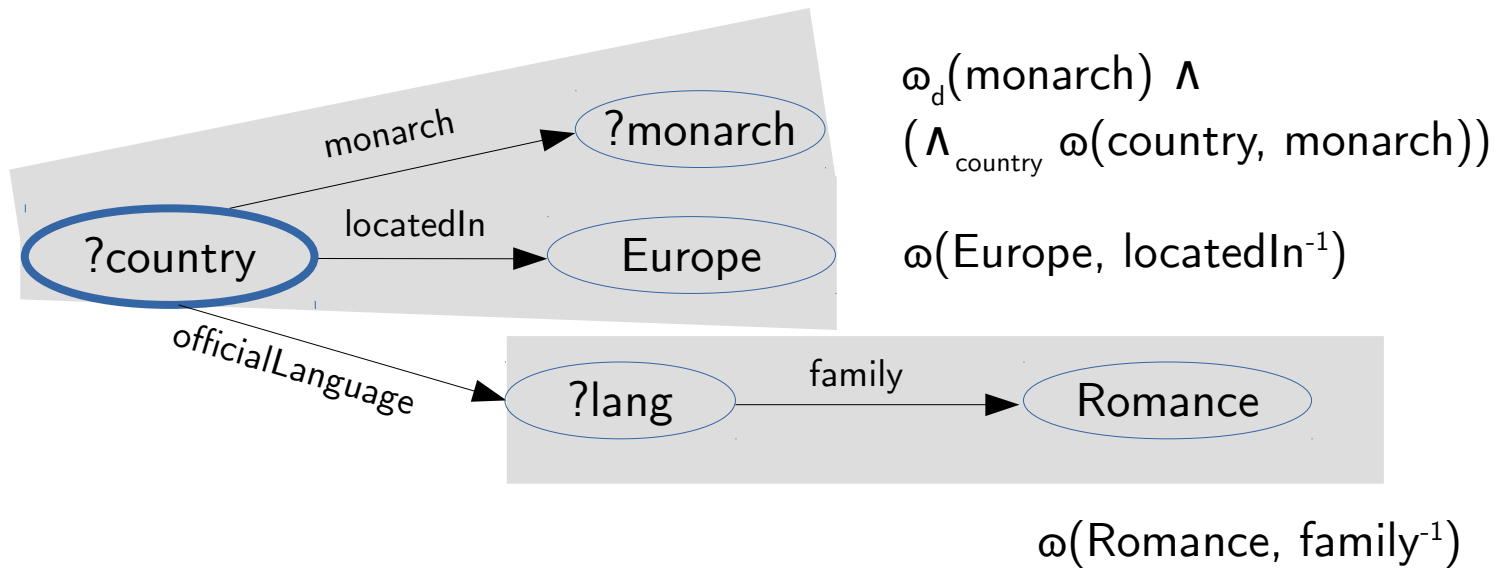 ϖ_d(monarch) ∧
monarch
?monarch
(∧_country ϖ(country, monarch))
locatedIn
?country
Europe
ϖ(Europe, locatedIn⁻¹)
officialLanguage
family
?lang
Romance
ϖ(Romance, family⁻¹)